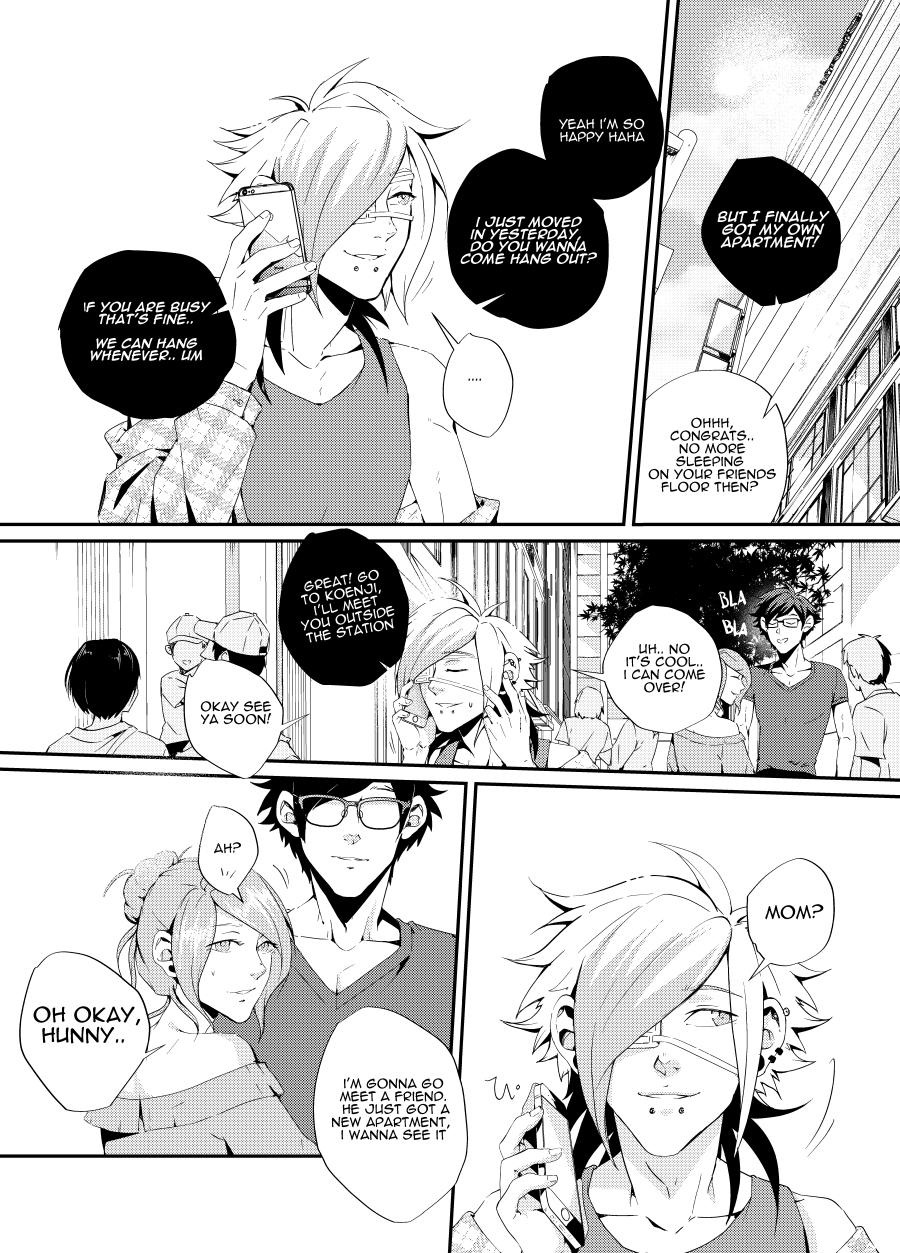 BUT I FINALLY
GOT MY OWN
APARTMENT!
OHHH,
CONGRATS..
NO MORE
SLEEPING
ON YOUR FRIENDS
FLOOR THEN?
YEAH I'M SO
HAPPY HAHA
I JUST MOVED
IN YESTERDAY,
DO YOU WANNA
COME HANG OUT?
....
IF YOU ARE BUSY
THAT'S FINE..
WE CAN HANG
WHENEVER.. UM
BLA
BLA
UH.. NO
IT'S COOL..
I CAN COME
OVER!
GREAT! GO
TO KOENJI,
I'LL MEET
YOU OUTSIDE
THE STATION
OKAY SEE
YA SOON!
MOM?
AH?
I'M GONNA GO
MEET A FRIEND.
HE JUST GOT A
NEW APARTMENT,
I WANNA SEE IT
OH OKAY,
HUNNY..